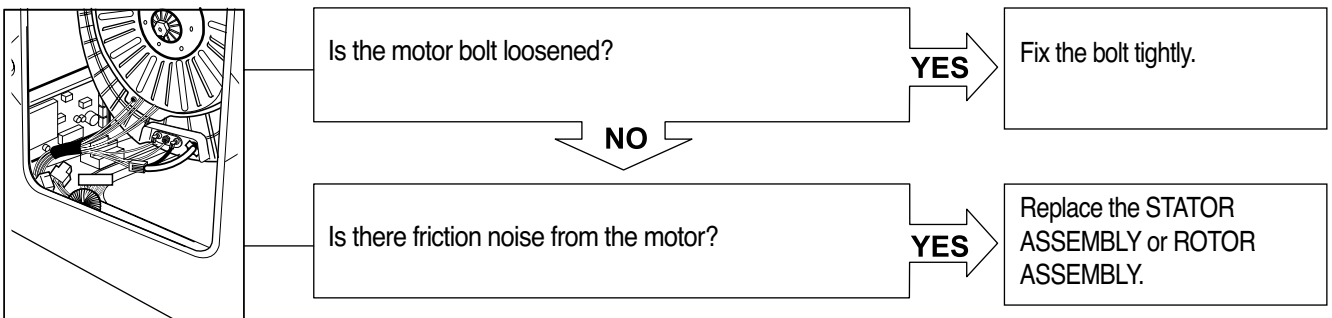 Is the motor bolt loosened?
YES
Fix the bolt tightly.
NO
Is there friction noise from the motor?
YES
Replace the STATOR
ASSEMBLY or ROTOR
ASSEMBLY.